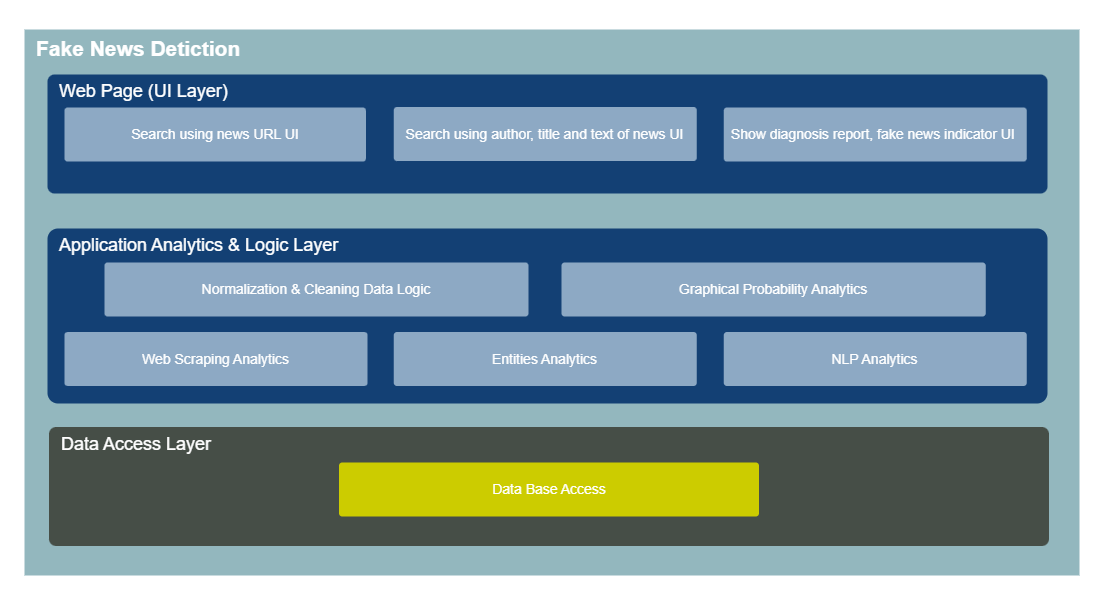 Fake News Detiction
Web Page (UI Layer)
Search using news URL UI
Search using author, title and text of news UI
Show diagnosis report, fake news indicator UI
Application Analytics & Logic Layer
Normalization & Cleaning Data Logic
Graphical Probability Analytics
Web Scraping Analytics
Entities Analytics
NLP Analytics
Data Access Layer
Data Base Access